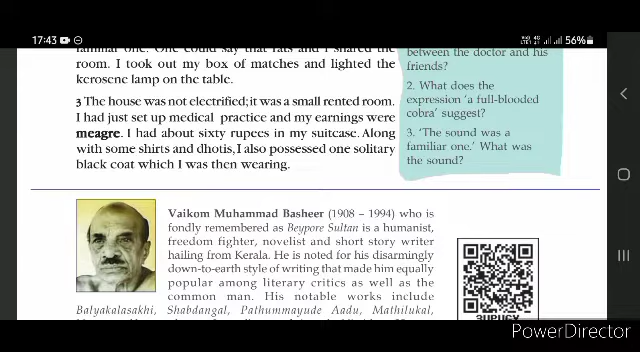 17:43
56%
familiar one. One could say that rats and I shared the
room. I took out my box of matches and lighted the
kerosene lamp on the table.
3 The house was not electrified; it was a small rented room.
I had just set up medical practice and my earnings were
meagre. I had about sixty rupees in my suitcase. Along
with some shirts and dhotis, I also possessed one solitary
black coat which I was then wearing.
between the doctor and his
friends?
2. What does the
expression 'a full-blooded
cobra' suggest?
3. 'The sound was a
familiar one.' What was
the sound?
Vaikom Muhammad Basheer (1908 – 1994) who is
fondly remembered as Beypore Sultan is a humanist,
freedom fighter, novelist and short story writer
hailing from Kerala. He is noted for his disarmingly
down-to-earth style of writing that made him equally
popular among literary critics as well as the
common man. His notable works include
Balyakalasakhi, Shabdangal, Pathummayude Aadu, Mathilukal,
PowerDirector